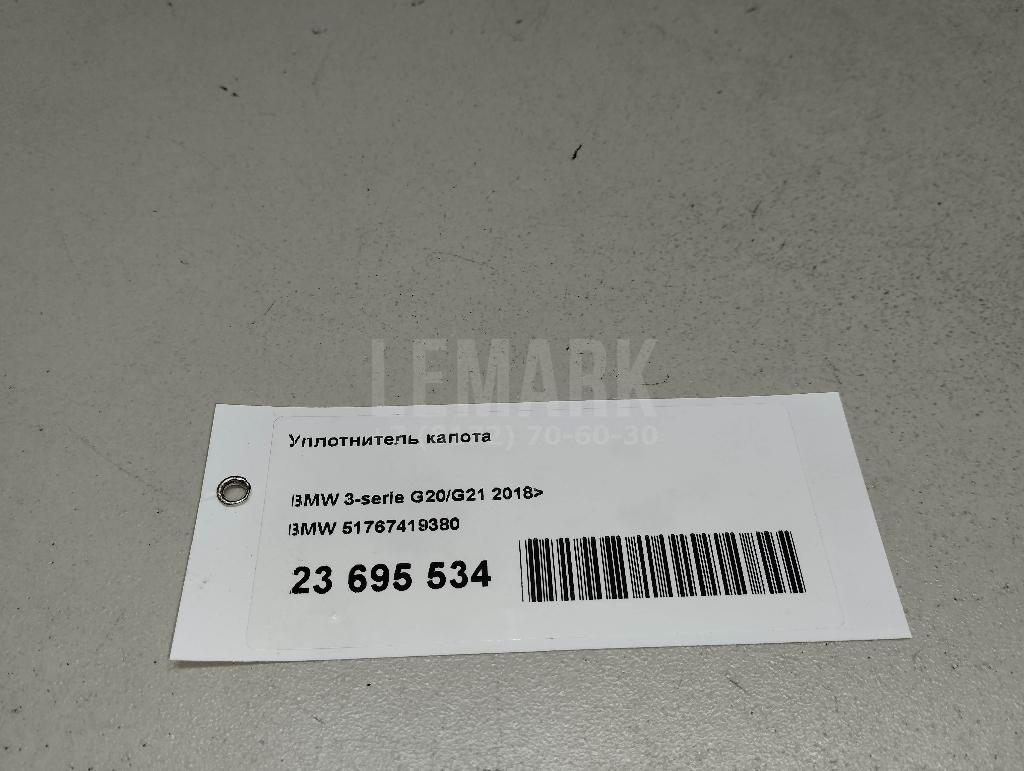 LEMARK
70-60-30
Уплотнитель капота
BMW 3-serie G20/G21 2018>
BMW 51767419380
23 695 534